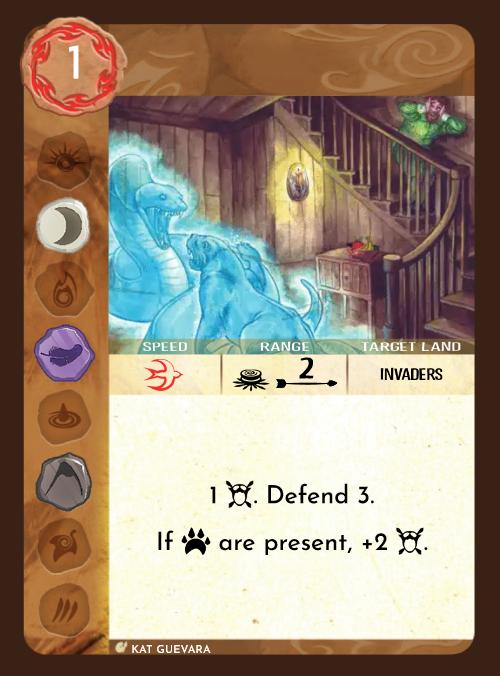 1
SPEED RANGE TARGET LAND
2 INVADERS
1 . Defend 3.
If are present, +2 .
KAT GUEVARA